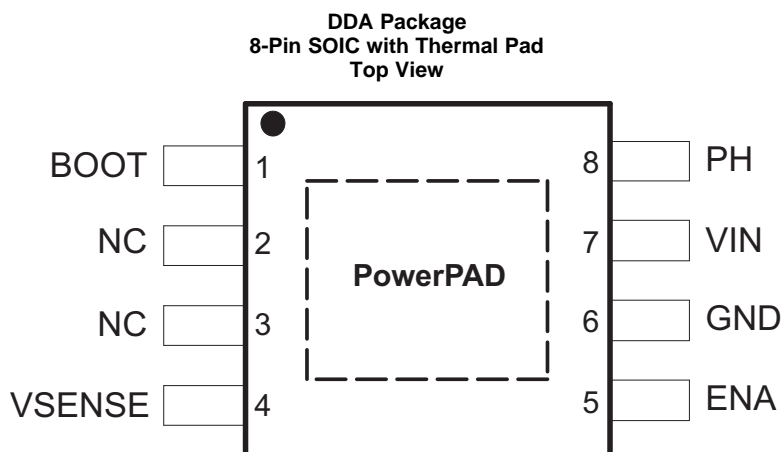 DDA Package
8-Pin SOIC with Thermal Pad
Top View
BOOT 1 8 PH
NC 2 7 VIN
PowerPAD
NC 3 6 GND
VSENSE 4 5 ENA